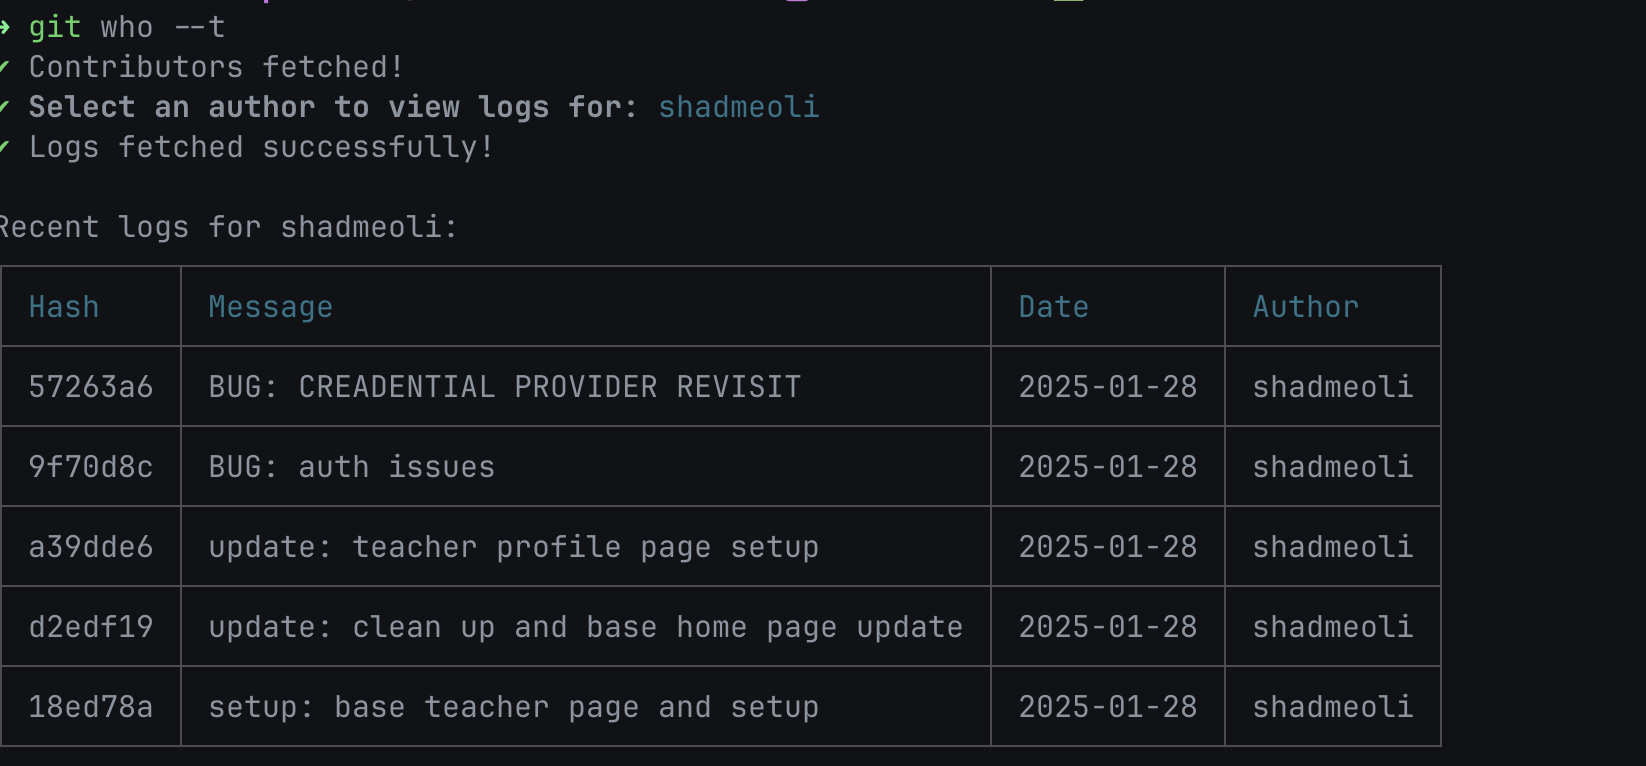 ➜ git who --t
✔ Contributors fetched!
✔ Select an author to view logs for: shadmeoli
✔ Logs fetched successfully!
Recent logs for shadmeoli:
Hash Message Date Author
57263a6 BUG: CREADENTIAL PROVIDER REVISIT 2025-01-28 shadmeoli
9f70d8c BUG: auth issues 2025-01-28 shadmeoli
a39dde6 update: teacher profile page setup 2025-01-28 shadmeoli
d2edf19 update: clean up and base home page update 2025-01-28 shadmeoli
18ed78a setup: base teacher page and setup 2025-01-28 shadmeoli